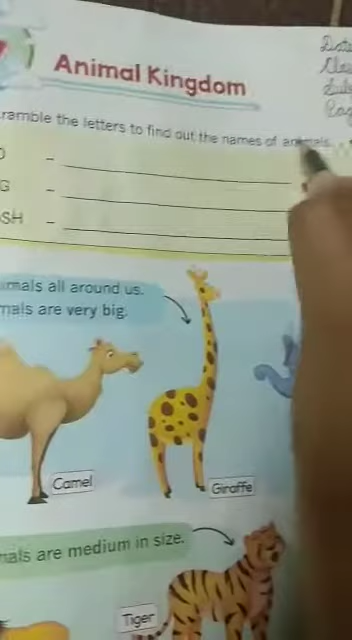 Animal Kingdom
ramble the letters to find out the names of animals.
G -
SH -
imals all around us.
mals are very big.
Camel
Giraffe
mals are medium in size.
Tiger